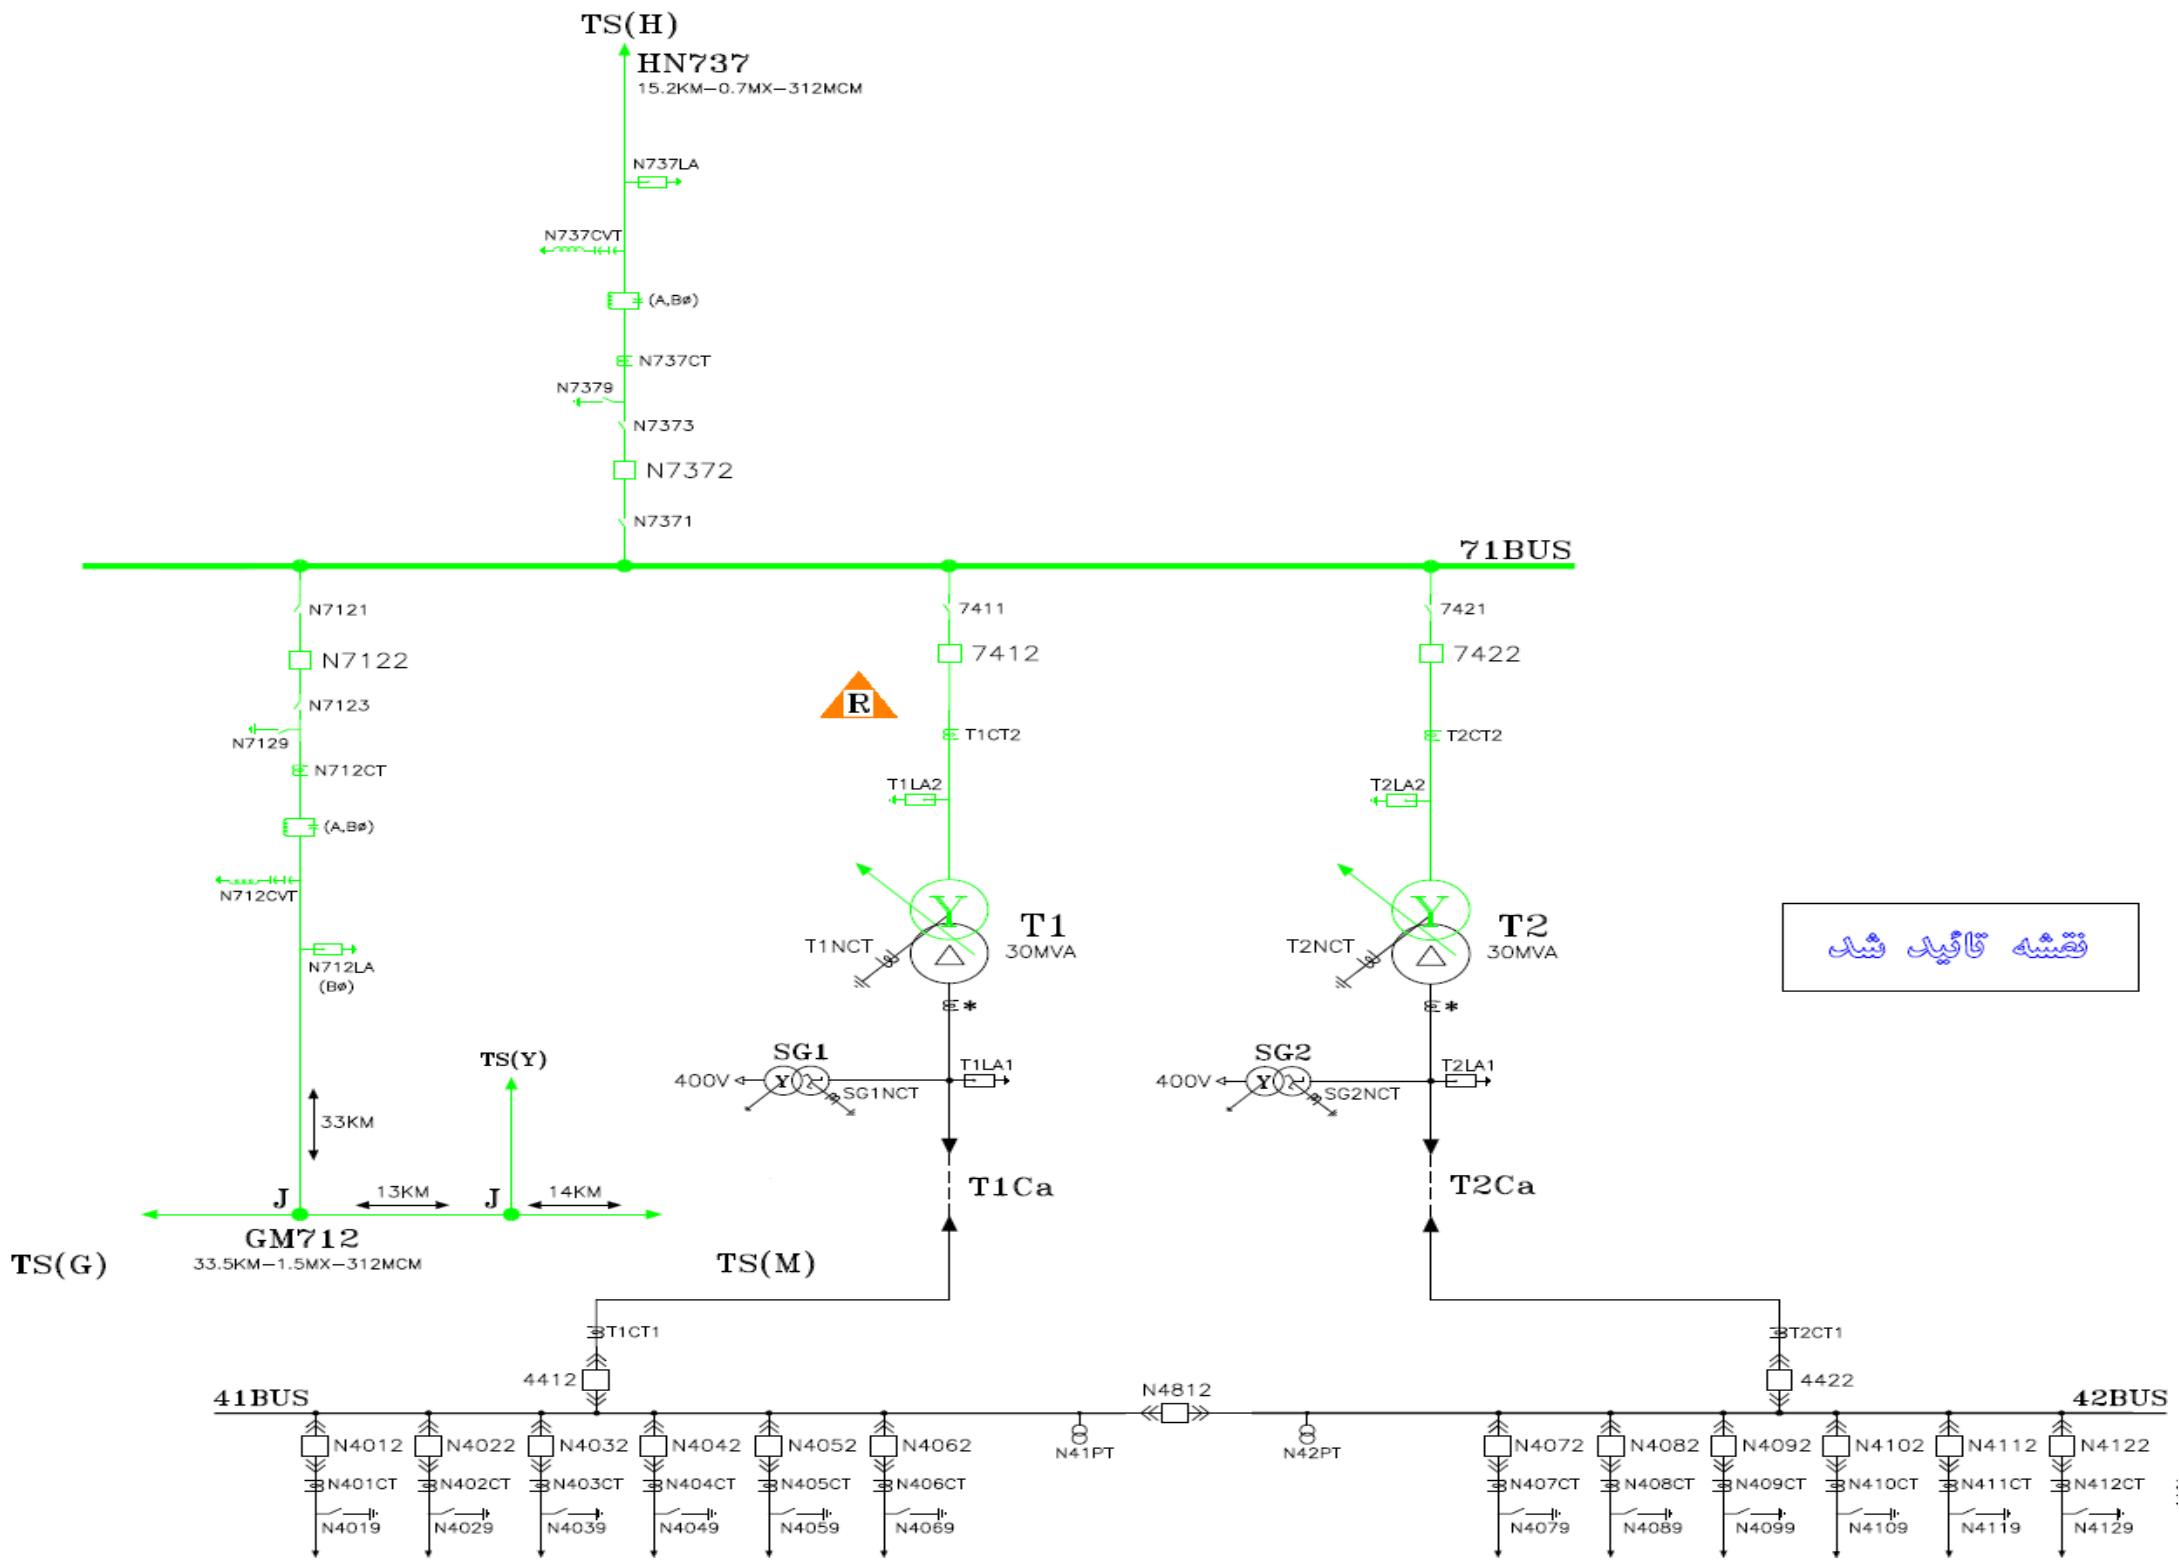 TS(H)
HN737
15.2KM-0.7MX-312MCM
N737LA
N737CVT
(A,Bø)
N737CT
N7379
N7373
N7372
N7371
71BUS
N7121
7411
7421
N7122
7412
7422
R
N7123
N7129
T1CT2
T2CT2
N712CT
T1LA2
T2LA2
(A,Bø)
N712CVT
Y
Y
T1
T2
T1NCT
30MVA
T2NCT
30MVA
نقشه تائید شد
N712LA
(Bø)
*
*
TS(Y)
SG1
T1LA1
SG2
T2LA1
400V
Y
SG1NCT
400V
Y
SG2NCT
33KM
J
13KM
J
14KM
T1Ca
T2Ca
GM712
TS(G)
33.5KM-1.5MX-312MCM
TS(M)
T1CT1
T2CT1
4412
4422
41BUS
N4812
42BUS
N4012
N4022
N4032
N4042
N4052
N4062
N41PT
N42PT
N4072
N4082
N4092
N4102
N4112
N4122
N401CT
N402CT
N403CT
N404CT
N405CT
N406CT
N407CT
N408CT
N409CT
N410CT
N411CT
N412CT
N4019
N4029
N4039
N4049
N4059
N4069
N4079
N4089
N4099
N4109
N4119
N4129